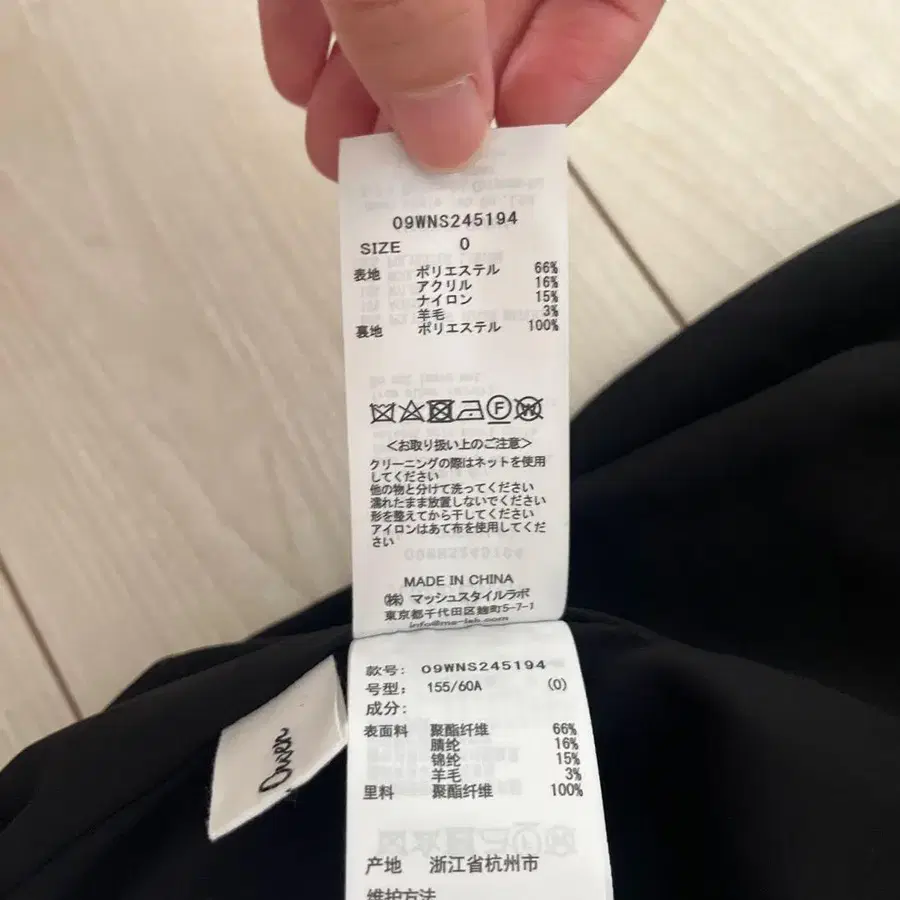 09WNS245194
SIZE 0
表地 ポリエステル 66%
アクリル 16%
ナイロン 15%
羊毛 3%
裏地 ポリエステル 100%
<お取り扱い上のご注意>
クリーニングの際はネットを使用
してください
他の物と分けて洗ってください
濡れたまま放置しないでください
形を整えてから干してください
アイロンはあて布を使用してくだ
さい
MADE IN CHINA
(株) マッシュスタイルラボ
東京都千代田区麹町5-7-1
info@ms-lab.com
款号: 09WNS245194
号型: 155/60A (0)
成分:
表面料 聚酯纤维 66%
腈纶 16%
锦纶 15%
羊毛 3%
里料 聚酯纤维 100%
产地 浙江省杭州市
维护方法